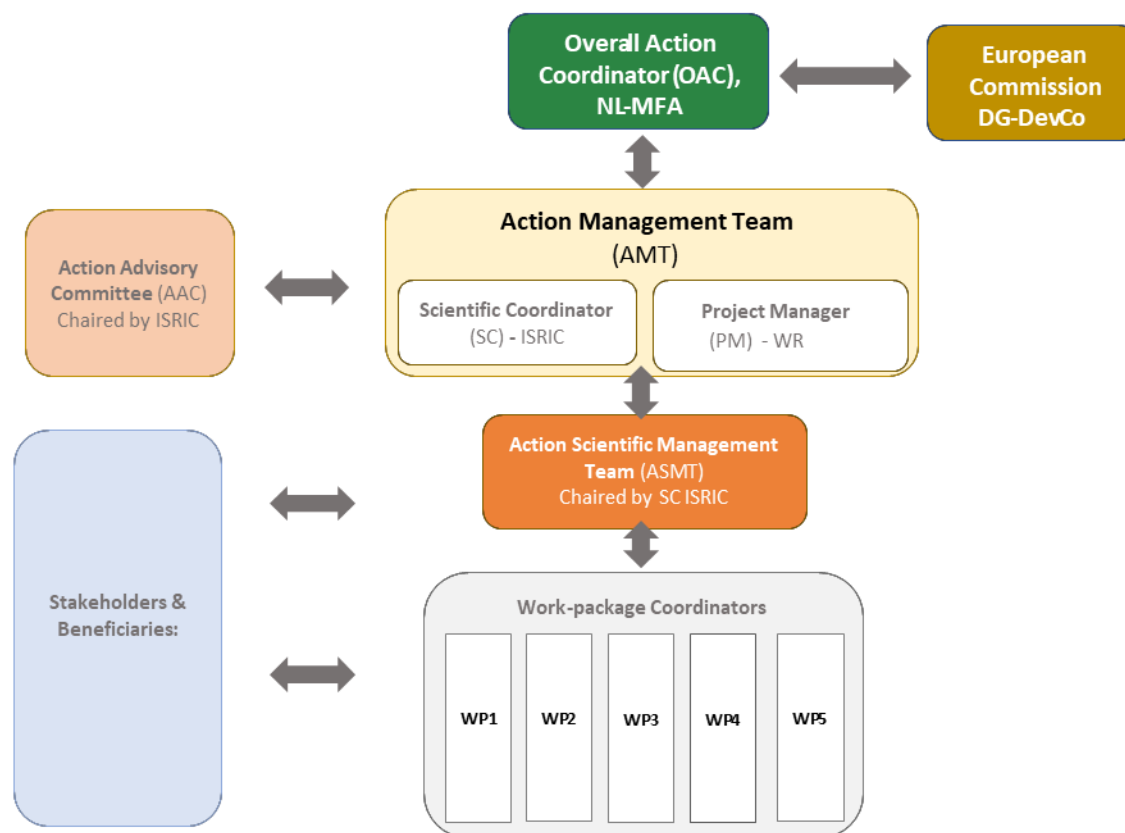 Overall Action
Coordinator (OAC),
NL-MFA
European
Commission
DG-DevCo
Action Management Team
(AMT)
Action Advisory
Committee (AAC)
Chaired by ISRIC
Scientific Coordinator
(SC) - ISRIC
Project Manager
(PM) - WR
Action Scientific Management
Team (ASMT)
Chaired by SC ISRIC
Stakeholders &
Beneficiaries:
Work-package Coordinators
WP1
WP2
WP3
WP4
WP5